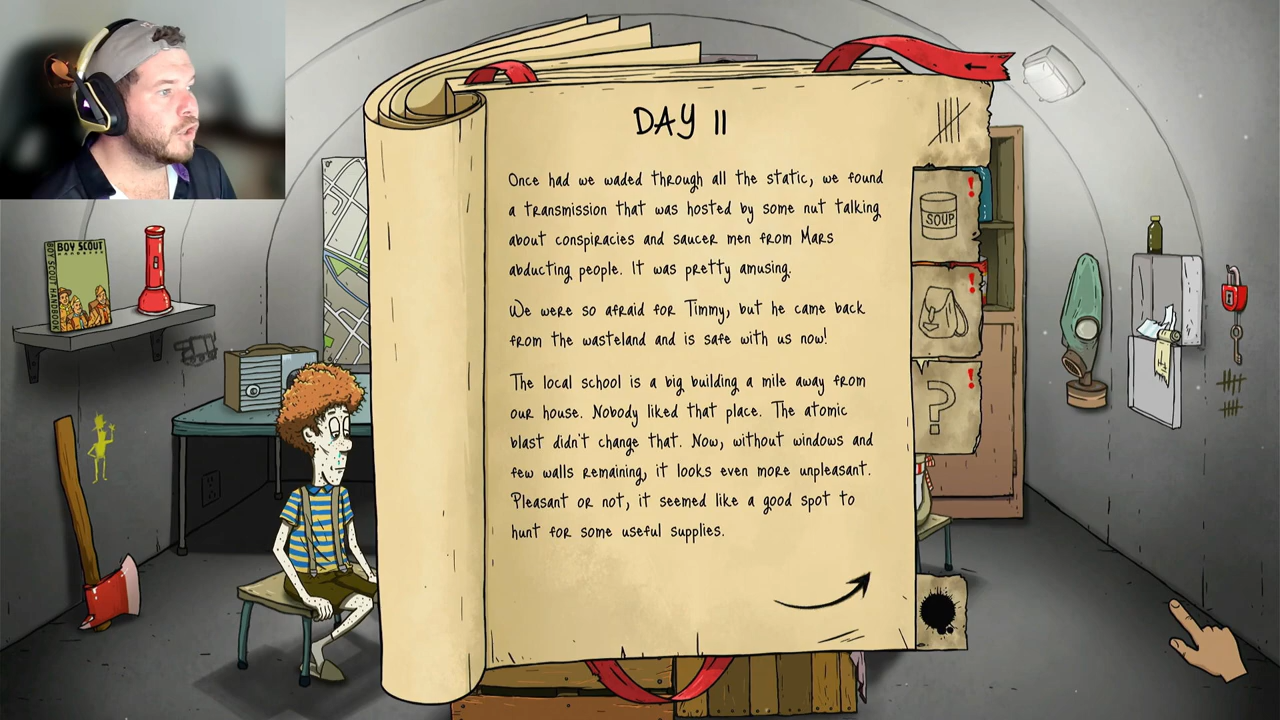 DAY 11
Once had we waded through all the static, we found
a transmission that was hosted by some nut talking
about conspiracies and saucer men from Mars
abducting people. It was pretty amusing.
We were so afraid for Timmy, but he came back
from the wasteland and is safe with us now!
The local school is a big building a mile away from
our house. Nobody liked that place. The atomic
blast didn't change that. Now, without windows and
few walls remaining, it looks even more unpleasant.
Pleasant or not, it seemed like a good spot to
hunt for some useful supplies.
SOUP
!
!
?
!
BOY SCOUT
HANDBOOK
BOY SCOUT HANDBOOK